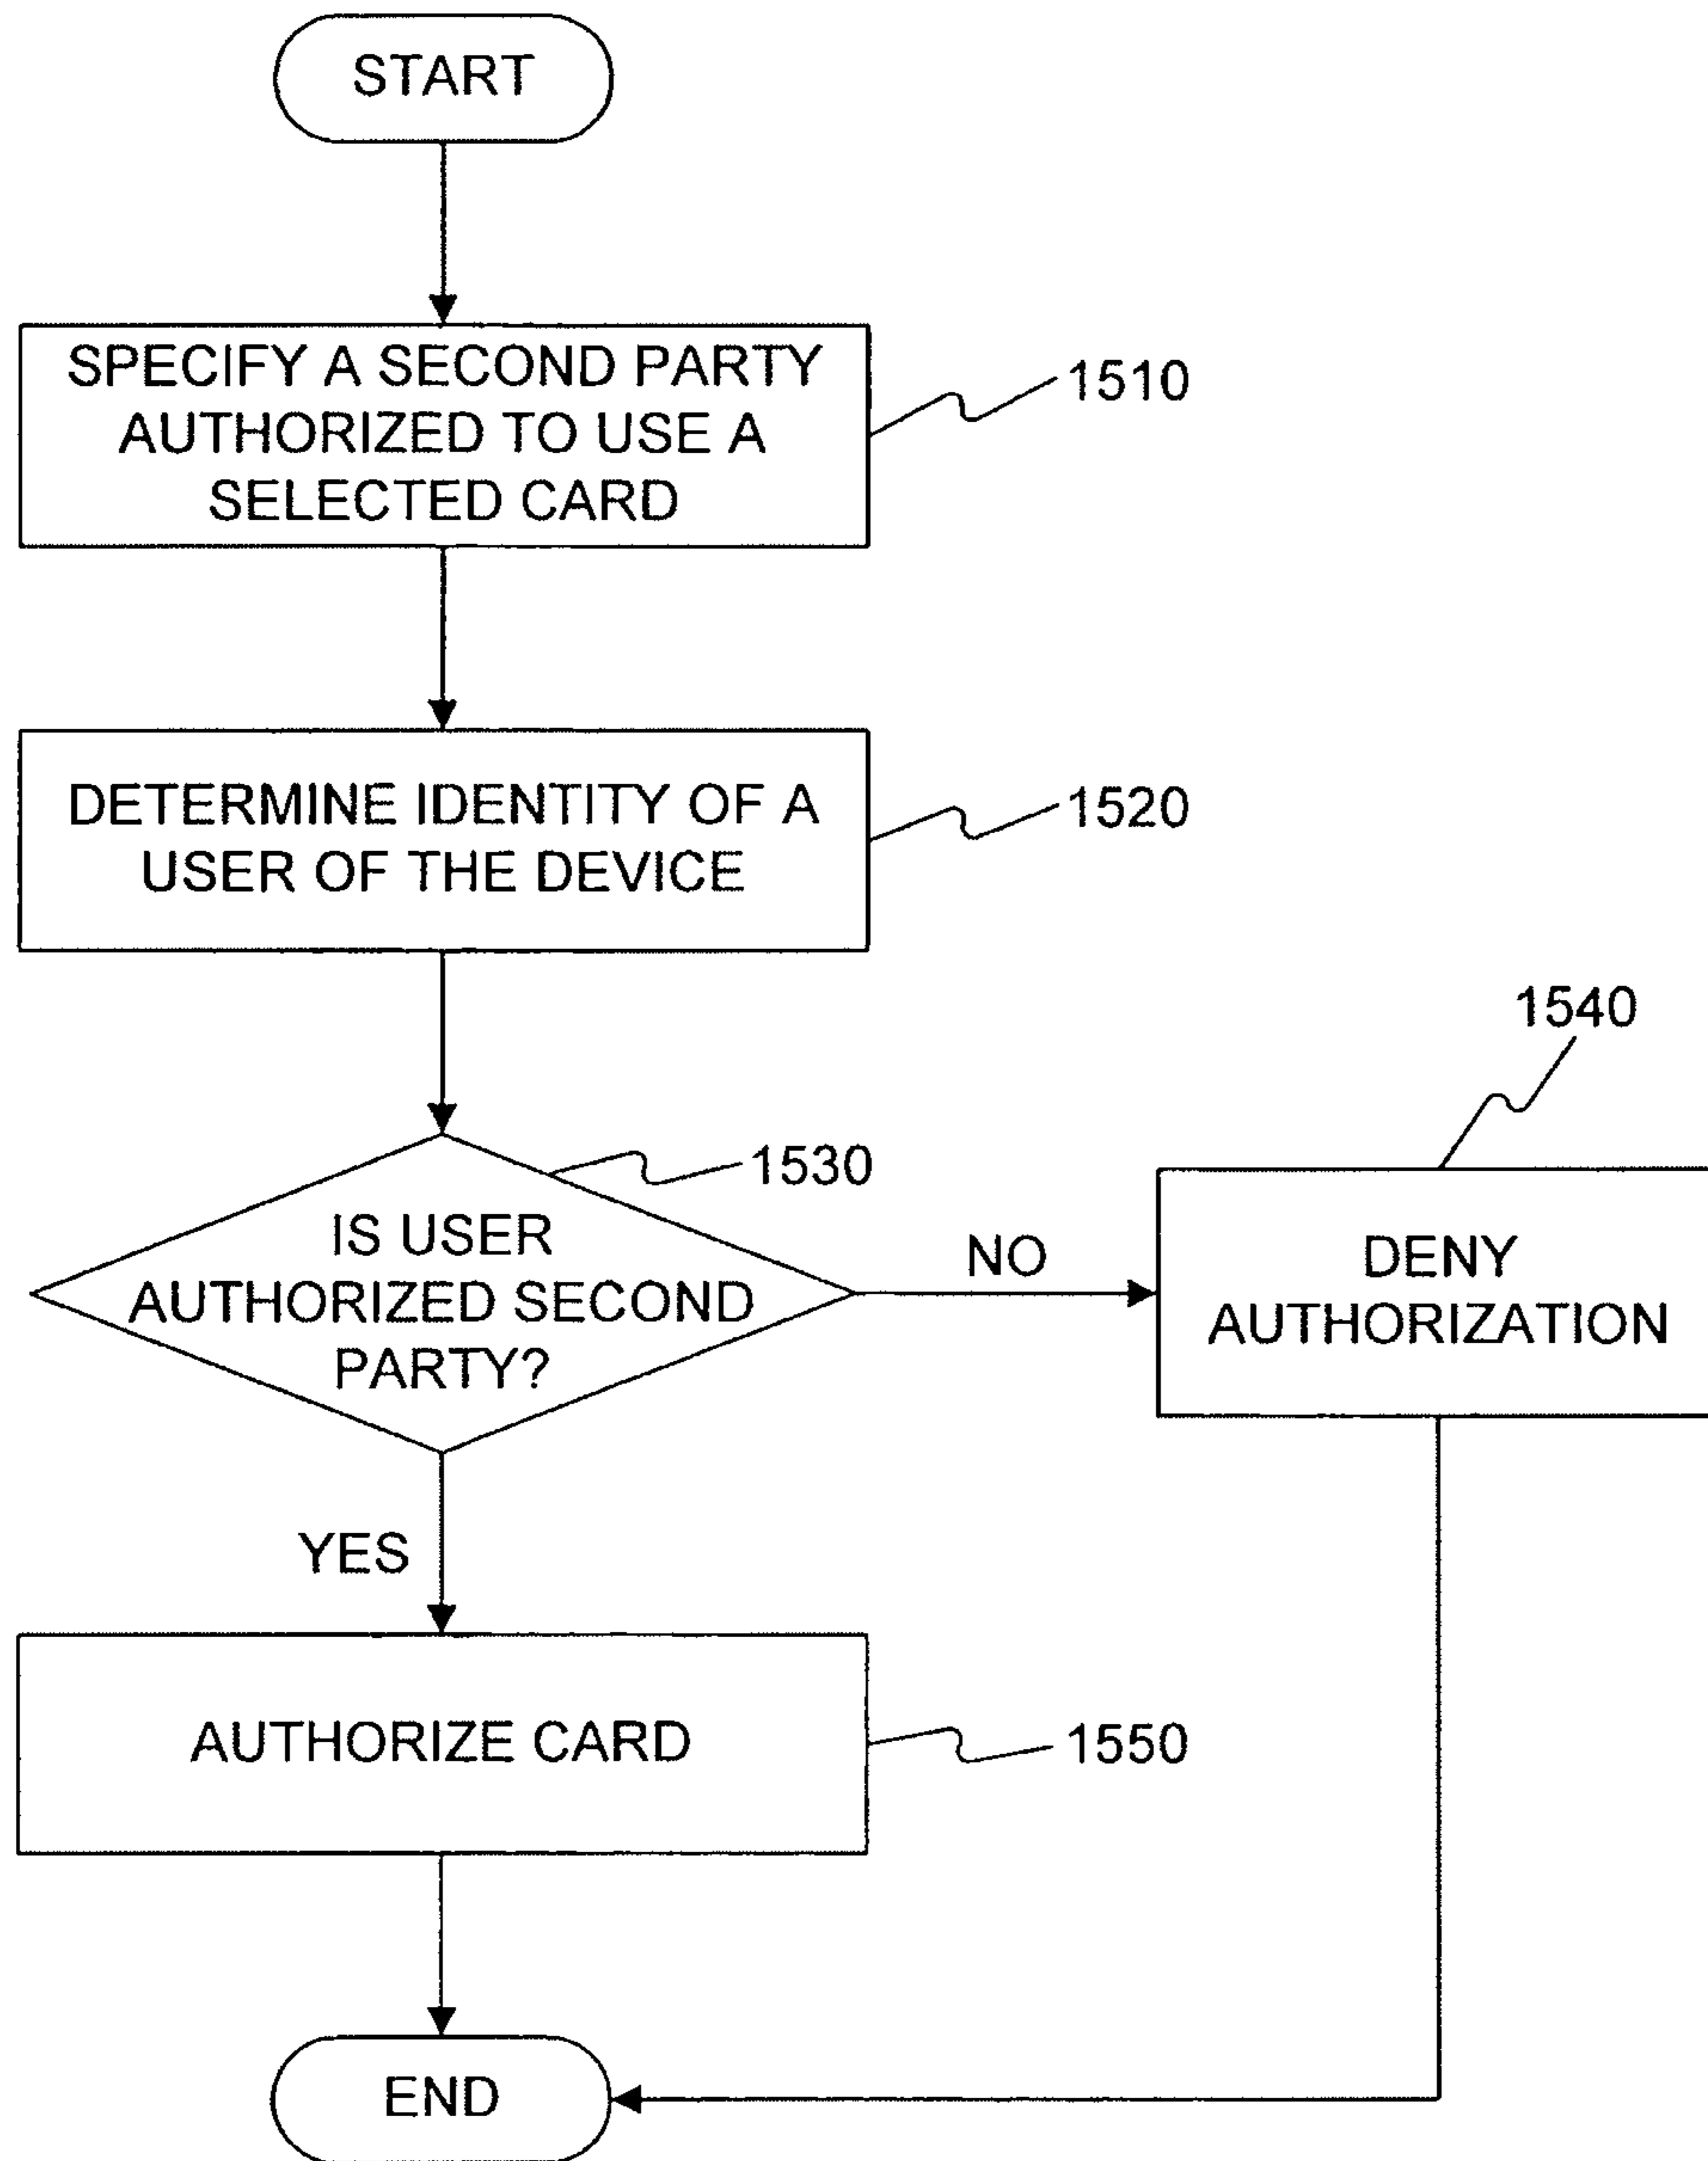 START
SPECIFY A SECOND PARTY
AUTHORIZED TO USE A
SELECTED CARD
1510
DETERMINE IDENTITY OF A
USER OF THE DEVICE
1520
1530
IS USER
AUTHORIZED SECOND
PARTY?
NO
1540
DENY
AUTHORIZATION
YES
AUTHORIZE CARD
1550
END